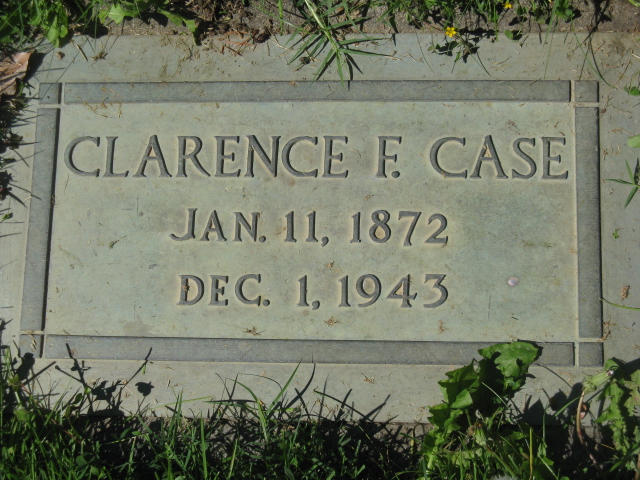 CLARENCE F. CASE
JAN. 11, 1872
DEC. 1, 1943